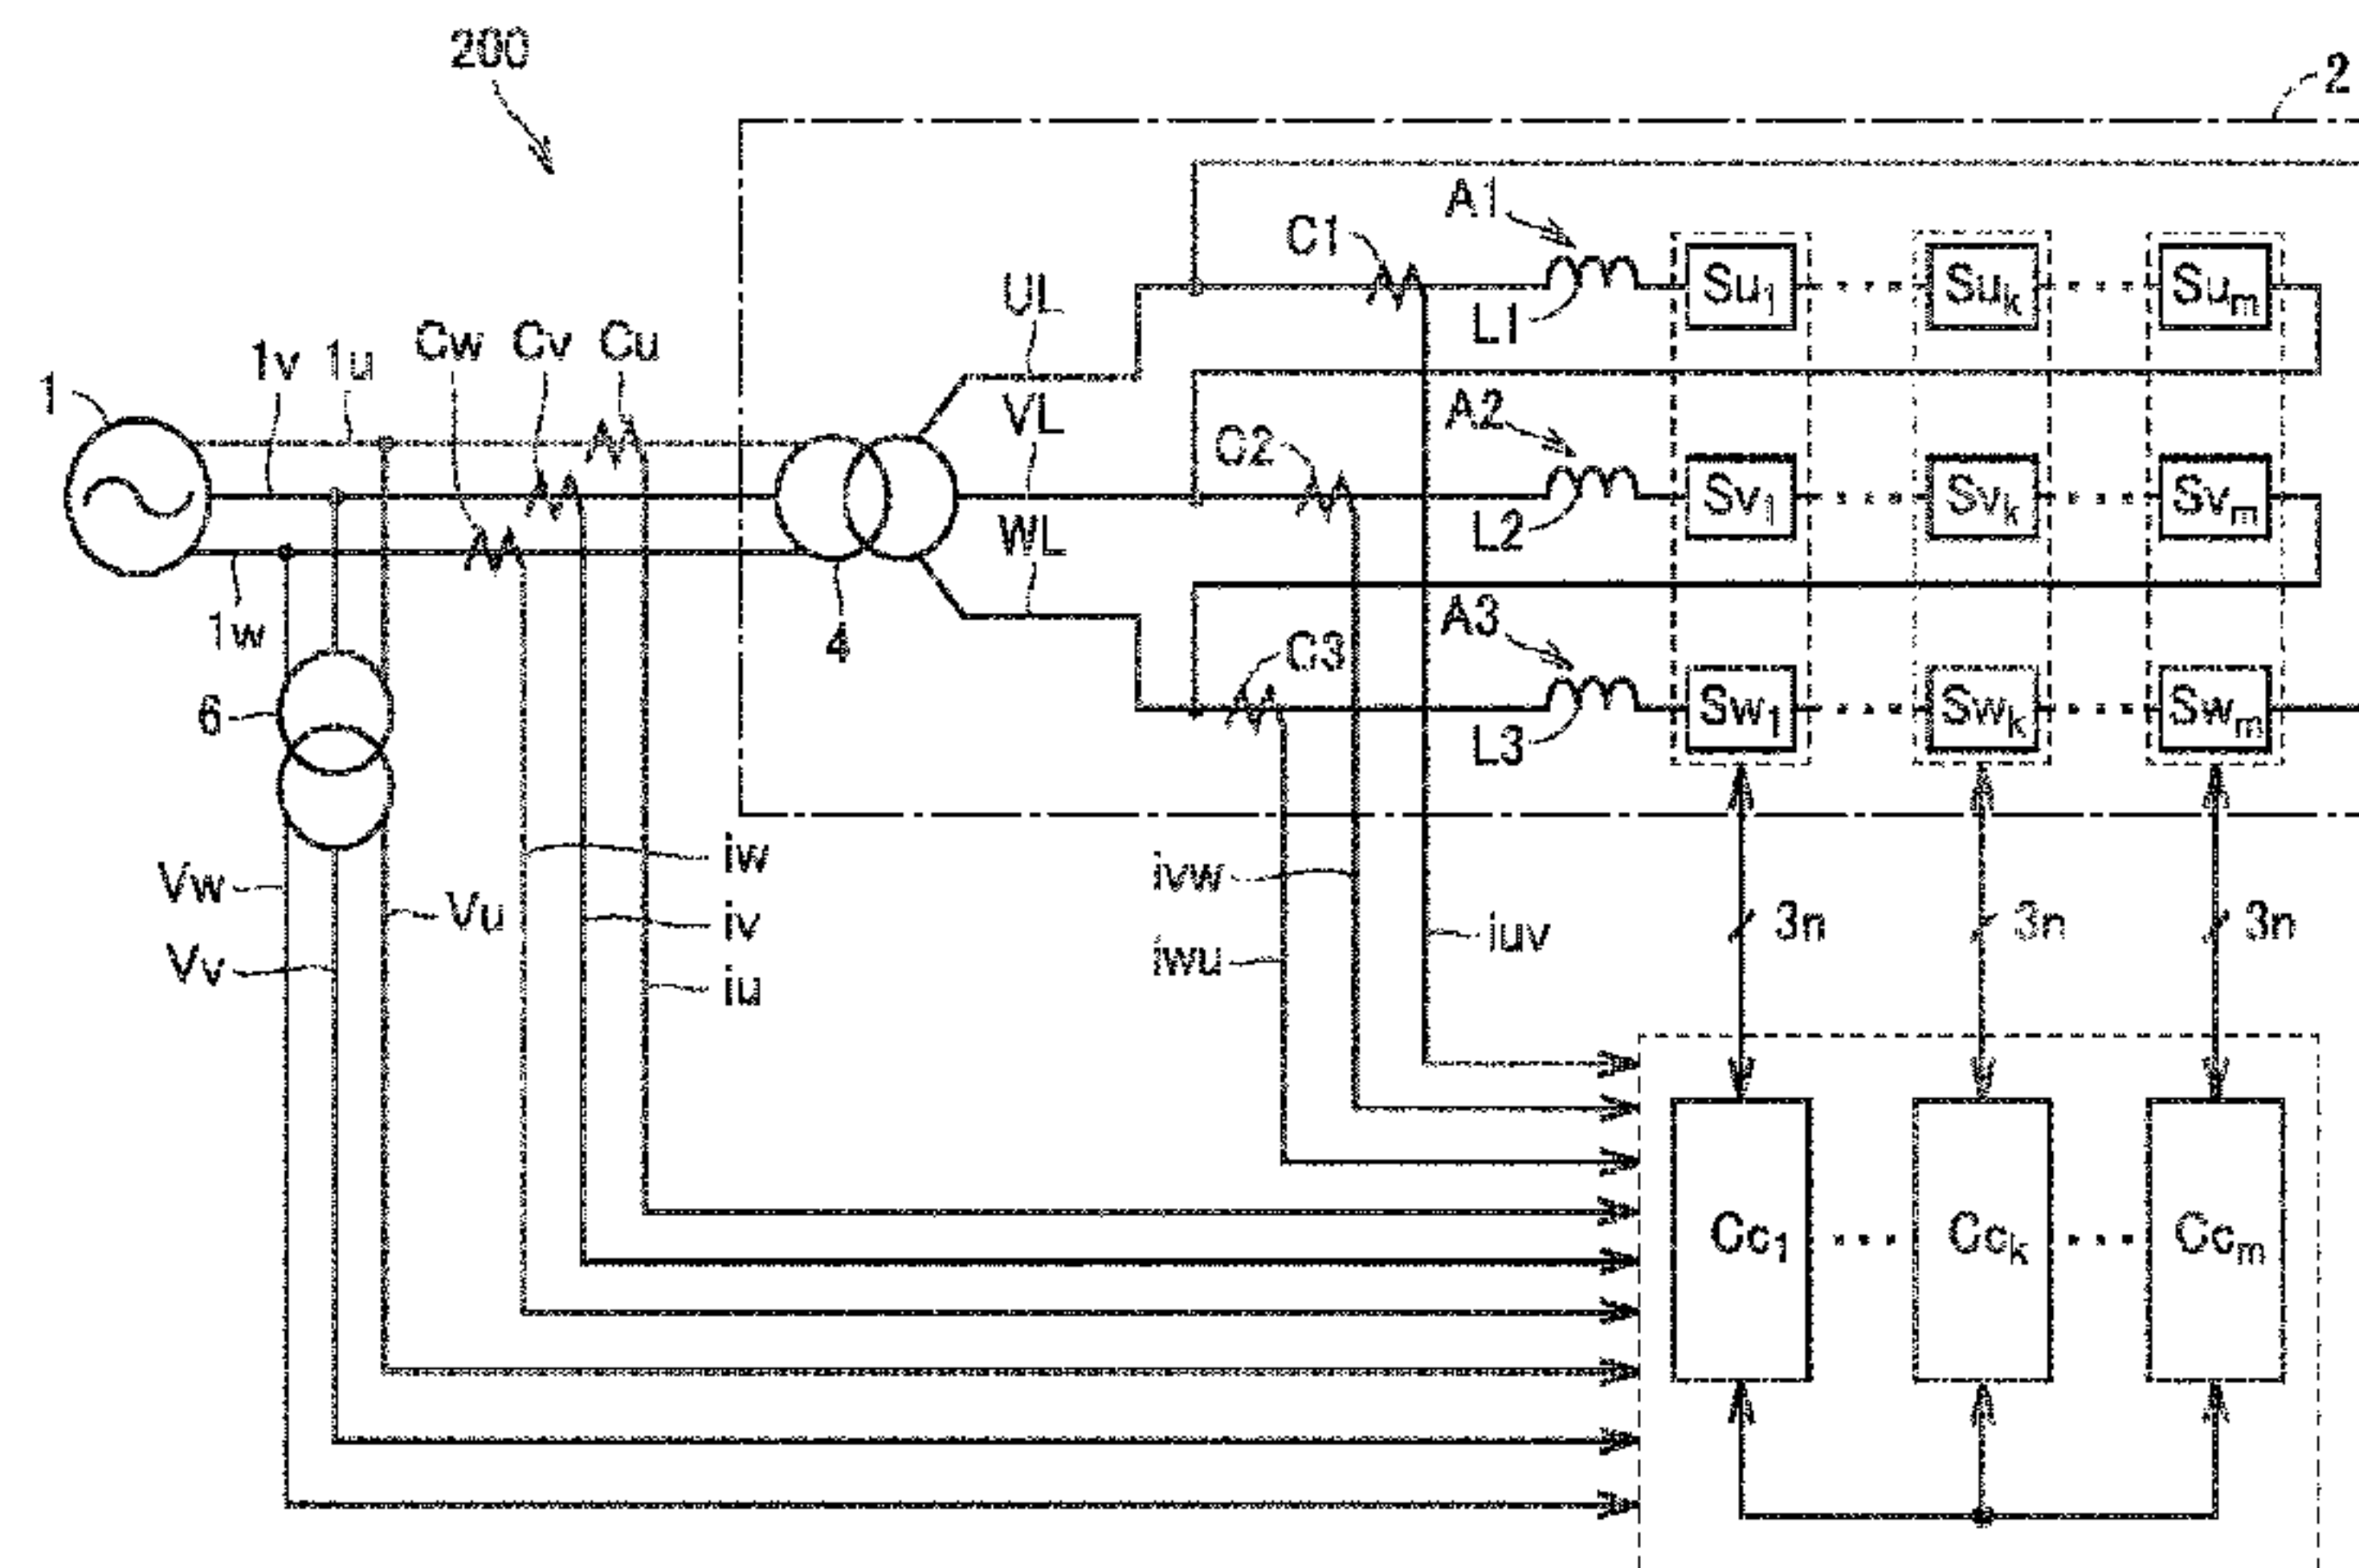 200
2
A1
C1
Su1
Suk
Sum
UL
L1
Cw
Cv
Cu
1v
1u
1
VL
A2
C2
Sv1
Svk
Svm
WL
L2
1w
4
A3
C3
6
Sw1
Swk
Swm
L3
Vw
Vu
Vv
iw
iv
iu
ivw
iwu
iuv
3n
3n
3n
Cc1
Cck
Ccm